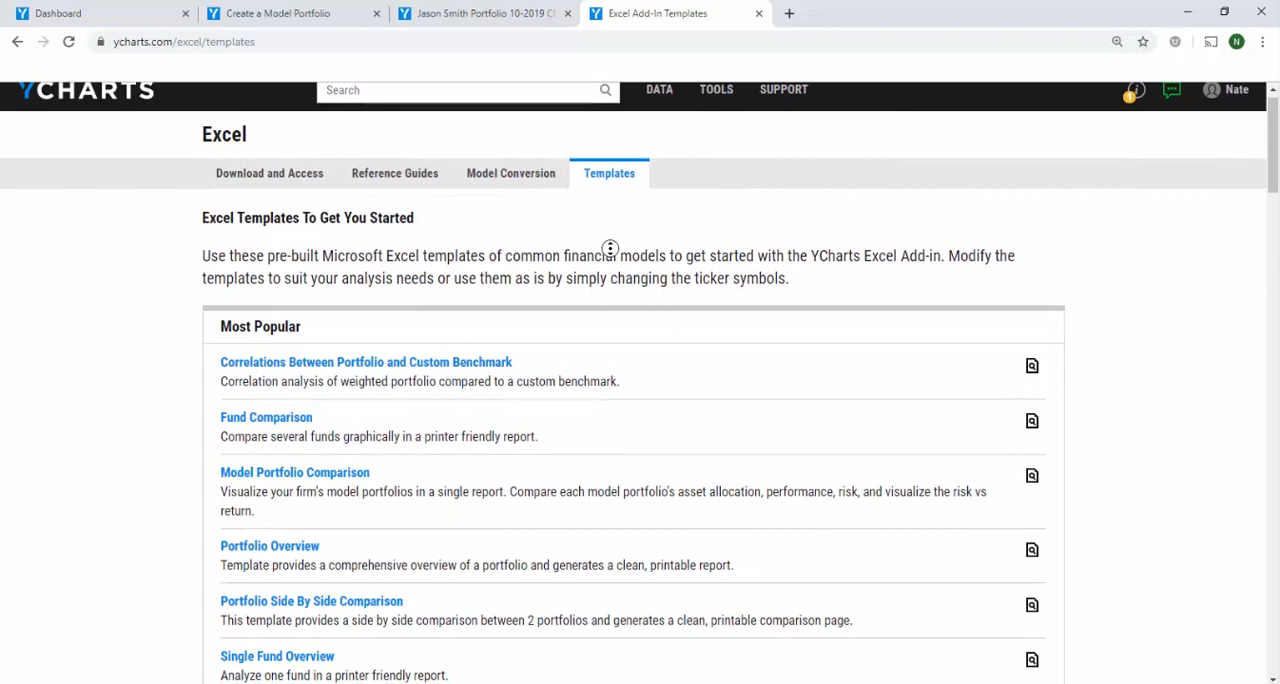 Dashboard
Create a Model Portfolio
Jason Smith Portfolio 10-2019 C
Excel Add-In Templates
ycharts.com/excel/templates
N
YCHARTS
Search
DATA
TOOLS
SUPPORT
Nate
Excel
Download and Access
Reference Guides
Model Conversion
Templates
Excel Templates To Get You Started
Use these pre-built Microsoft Excel templates of common financial models to get started with the YCharts Excel Add-in. Modify the
templates to suit your analysis needs or use them as is by simply changing the ticker symbols.
Most Popular
Correlations Between Portfolio and Custom Benchmark
Correlation analysis of weighted portfolio compared to a custom benchmark.
Fund Comparison
Compare several funds graphically in a printer friendly report.
Model Portfolio Comparison
Visualize your firm's model portfolios in a single report. Compare each model portfolio's asset allocation, performance, risk, and visualize the risk vs
return.
Portfolio Overview
Template provides a comprehensive overview of a portfolio and generates a clean, printable report.
Portfolio Side By Side Comparison
This template provides a side by side comparison between 2 portfolios and generates a clean, printable comparison page.
Single Fund Overview
Analyze one fund in a printer friendly report.